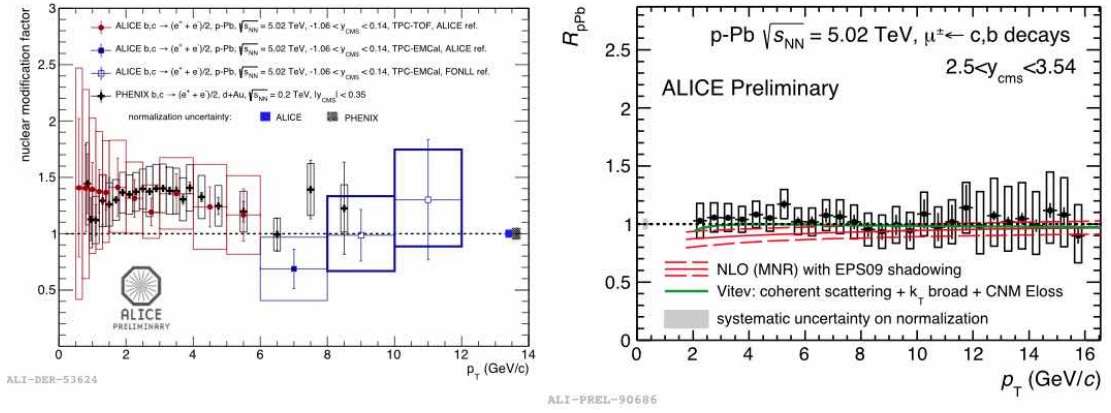 nuclear modification factor
ALICE b,c → (e⁺ + e⁻)/2, p-Pb, √sNN = 5.02 TeV, -1.06 < yCMS < 0.14, TPC-TOF, ALICE ref.
ALICE b,c → (e⁺ + e⁻)/2, p-Pb, √sNN = 5.02 TeV, -1.06 < yCMS < 0.14, TPC-EMCal, ALICE ref.
ALICE b,c → (e⁺ + e⁻)/2, p-Pb, √sNN = 5.02 TeV, -1.06 < yCMS < 0.14, TPC-EMCal, FONLL ref.
PHENIX b,c → (e⁺ + e⁻)/2, d+Au, √sNN = 0.2 TeV, |yCMS| < 0.35
normalization uncertainty: ALICE PHENIX
3
2.5
2
1.5
1
0.5
ALICE
PRELIMINARY
0 2 4 6 8 10 12 14
pT (GeV/c)
ALI-DER-53624
RpPb
p-Pb √sNN = 5.02 TeV, μ± ← c,b decays
2.5<ycms<3.54
ALICE Preliminary
2.5
2
1.5
1
0.5
0
NLO (MNR) with EPS09 shadowing
Vitev: coherent scattering + kT broad + CNM Eloss
systematic uncertainty on normalization
0 2 4 6 8 10 12 14 16
pT (GeV/c)
ALI-PREL-90686